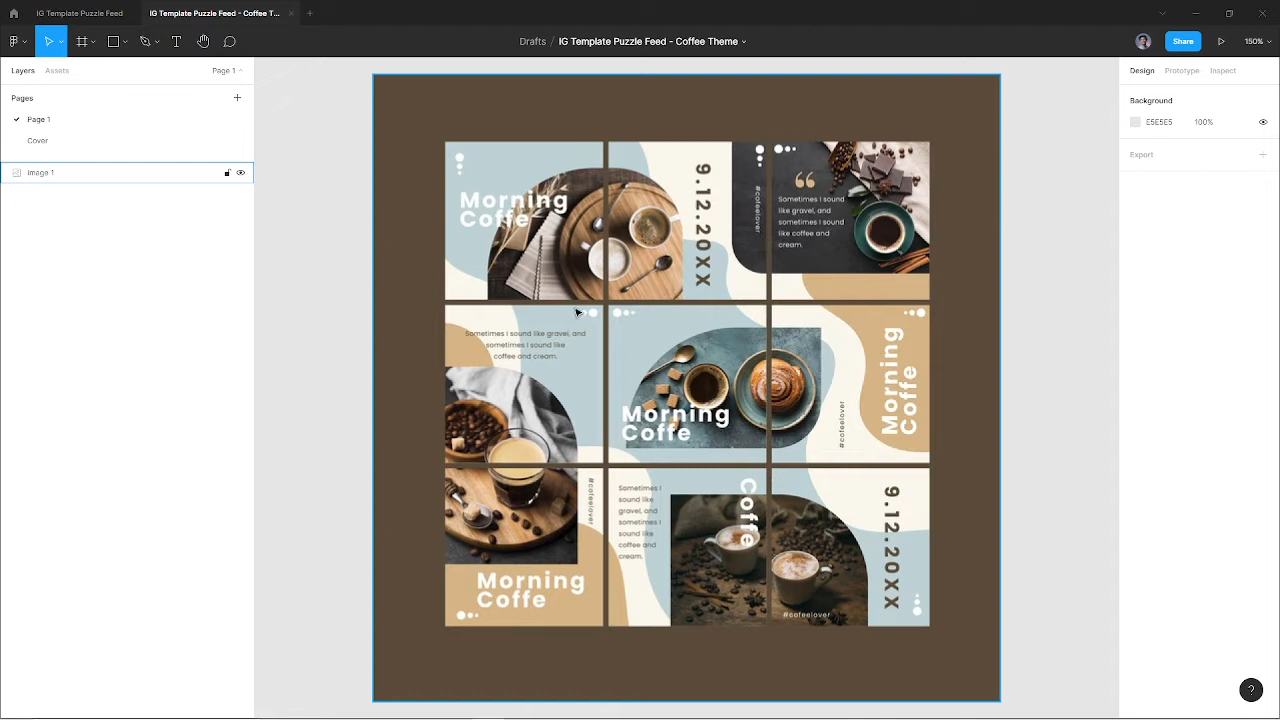 IG Template Puzzle Feed - Coffee T...
IG Template Puzzle Feed - Coffee T...
Drafts / IG Template Puzzle Feed - Coffee Theme
Share
150%
Layers
Assets
Page 1
Pages
Page 1
Cover
Image 1
Design
Prototype
Inspect
Background
E5E5E5
100%
Export
Morning
Coffe
9.12.20XX
#cofeelover
“
Sometimes I sound
like gravel, and
sometimes I sound
like coffee and
cream.
Sometimes I sound like gravel, and
sometimes I sound like
coffee and cream.
Morning
Coffe
#cofeelover
Morning
Coffe
#cofeelover
Morning
Coffe
Sometimes I
sound like
gravel, and
sometimes I
sound like
coffee and
cream.
Coffe
#cofeelover
9.12.20XX
?